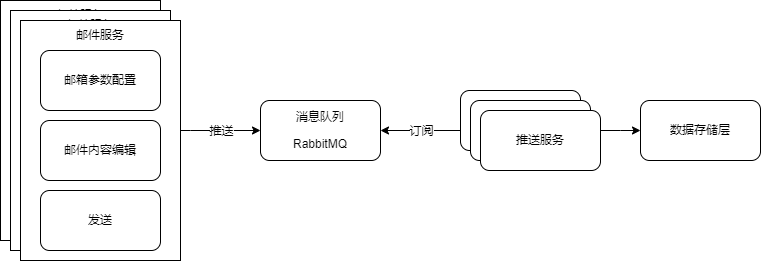 邮件服务
邮箱参数配置
邮件内容编辑
发送
推送
消息队列
RabbitMQ
订阅
推送服务
数据存储层